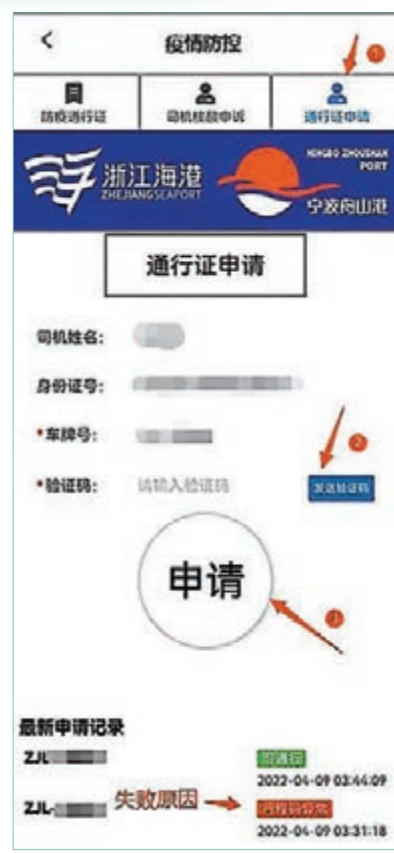 疫情防控
①
防疫通行证
司机核酸申诉
通行证申请
浙江海港
ZHEJIANG SEAPORT
NINGBO ZHOUSHAN
PORT
宁波舟山港
通行证申请
司机姓名:
身份证号:
*车牌号:
②
*验证码:
请输入验证码
发送验证码
申请
最新申请记录
ZJL
可通行
2022-04-09 03:44:09
ZJL-
失败原因
2022-04-09 03:31:18